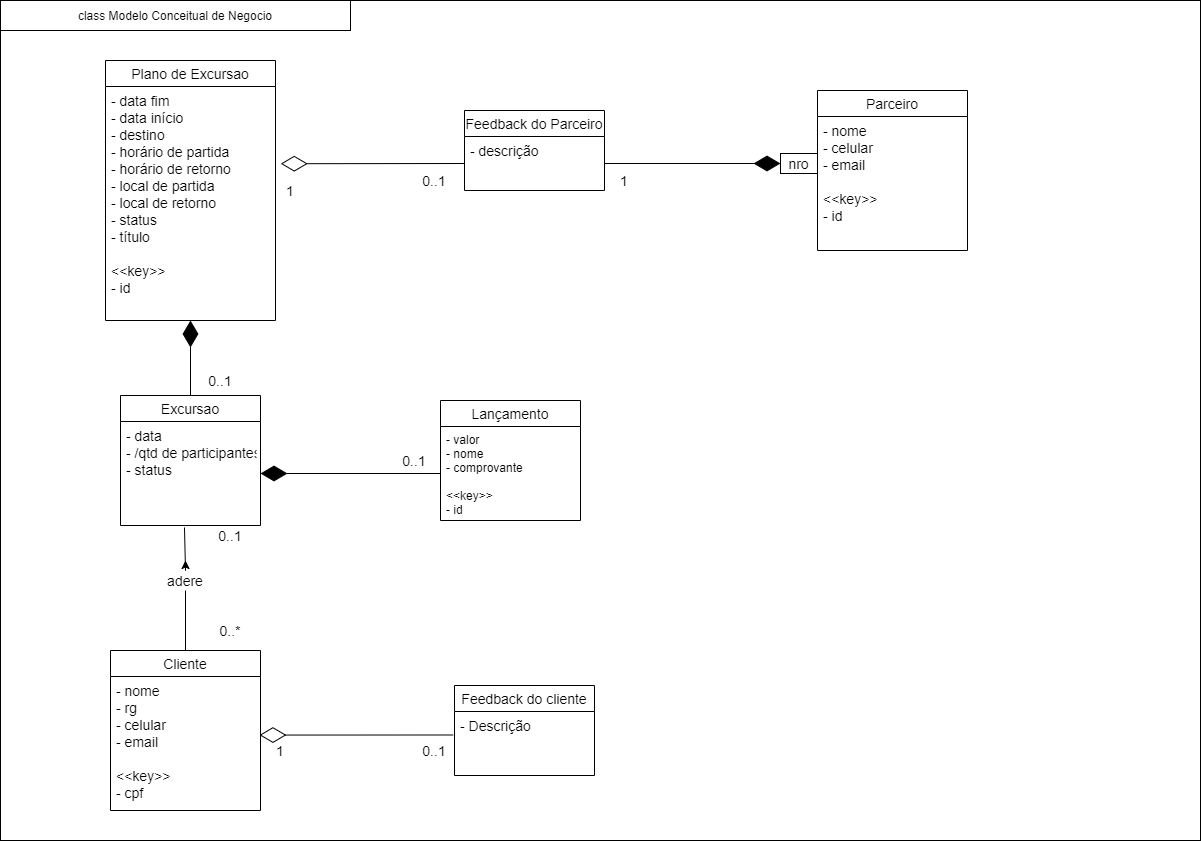 class Modelo Conceitual de Negocio
Plano de Excursao
- data fim
- data início
- destino
- horário de partida
- horário de retorno
- local de partida
- local de retorno
- status
- título
<<key>>
- id
1
0..1
Feedback do Parceiro
- descrição
1
nro
Parceiro
- nome
- celular
- email
<<key>>
- id
0..1
Excursao
- data
- /qtd de participantes
- status
0..1
Lançamento
- valor
- nome
- comprovante
<<key>>
- id
0..1
adere
0..*
Cliente
- nome
- rg
- celular
- email
<<key>>
- cpf
1
0..1
Feedback do cliente
- Descrição